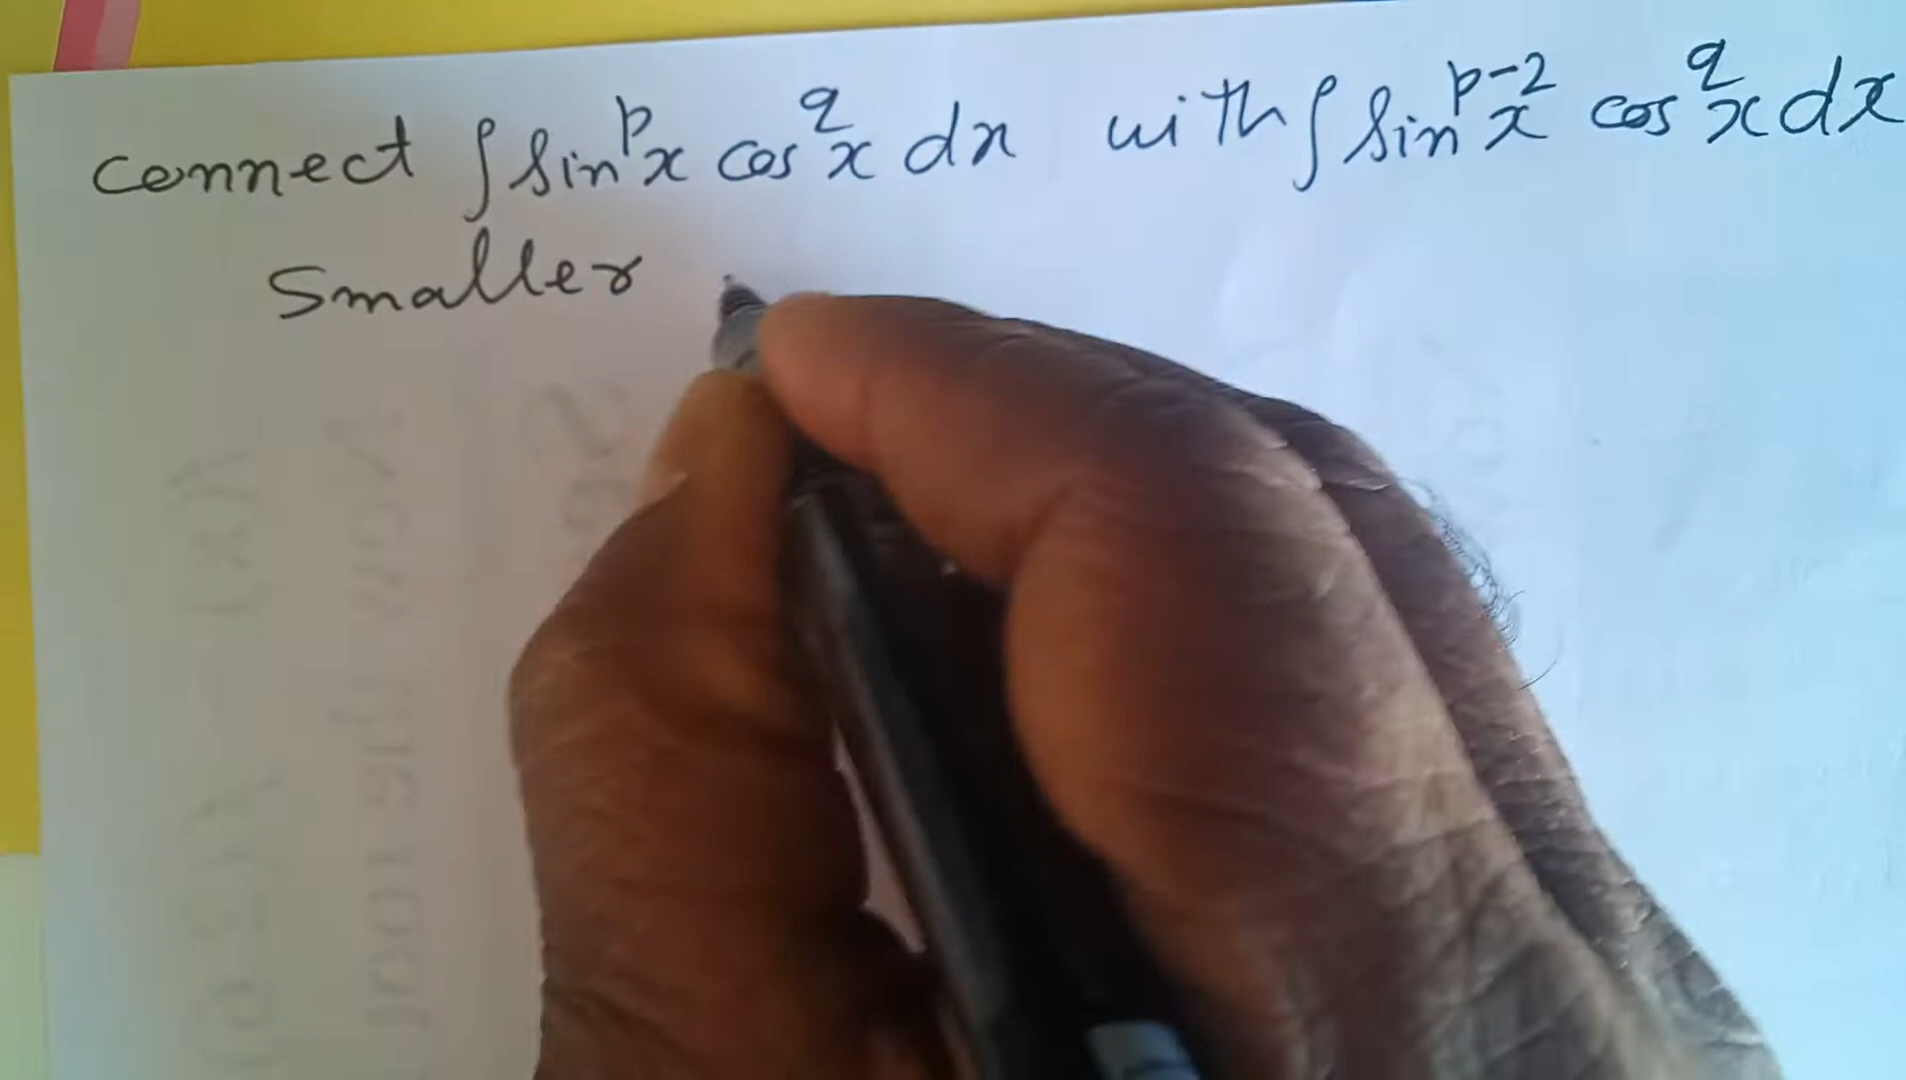 connect ∫ sin^p x cos^q x dx with ∫ sin^p-2 x cos^q x dx
Smaller